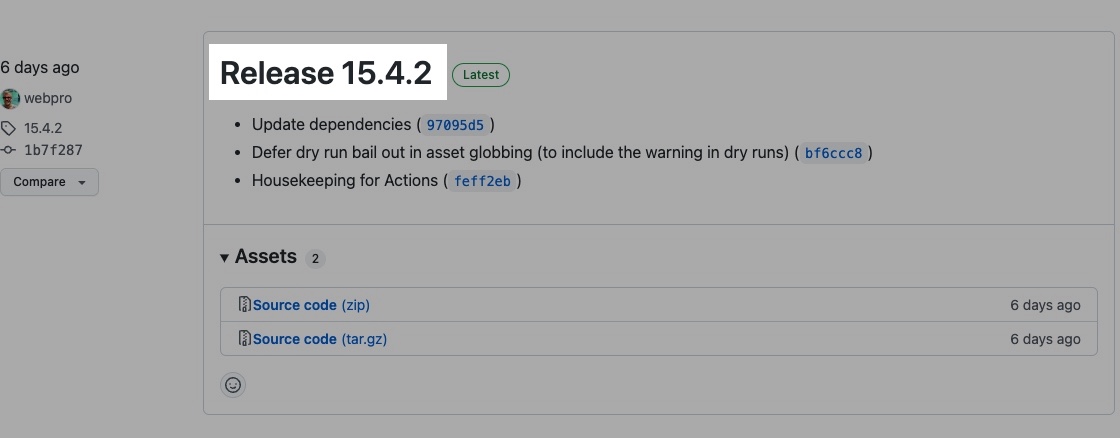 6 days ago
webpro
15.4.2
1b7f287
Compare
Release 15.4.2 Latest
• Update dependencies ( 97095d5 )
• Defer dry run bail out in asset globbing (to include the warning in dry runs) ( bf6ccc8 )
• Housekeeping for Actions ( feff2eb )
Assets 2
Source code (zip) 6 days ago
Source code (tar.gz) 6 days ago